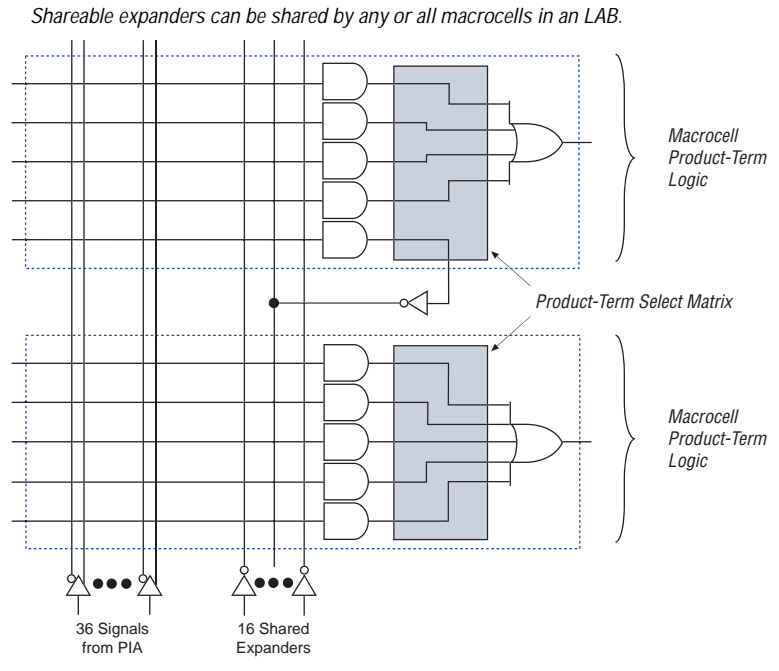 Shareable expanders can be shared by any or all macrocells in an LAB.
Macrocell
Product-Term
Logic
Product-Term Select Matrix
Macrocell
Product-Term
Logic
36 Signals
from PIA
16 Shared
Expanders